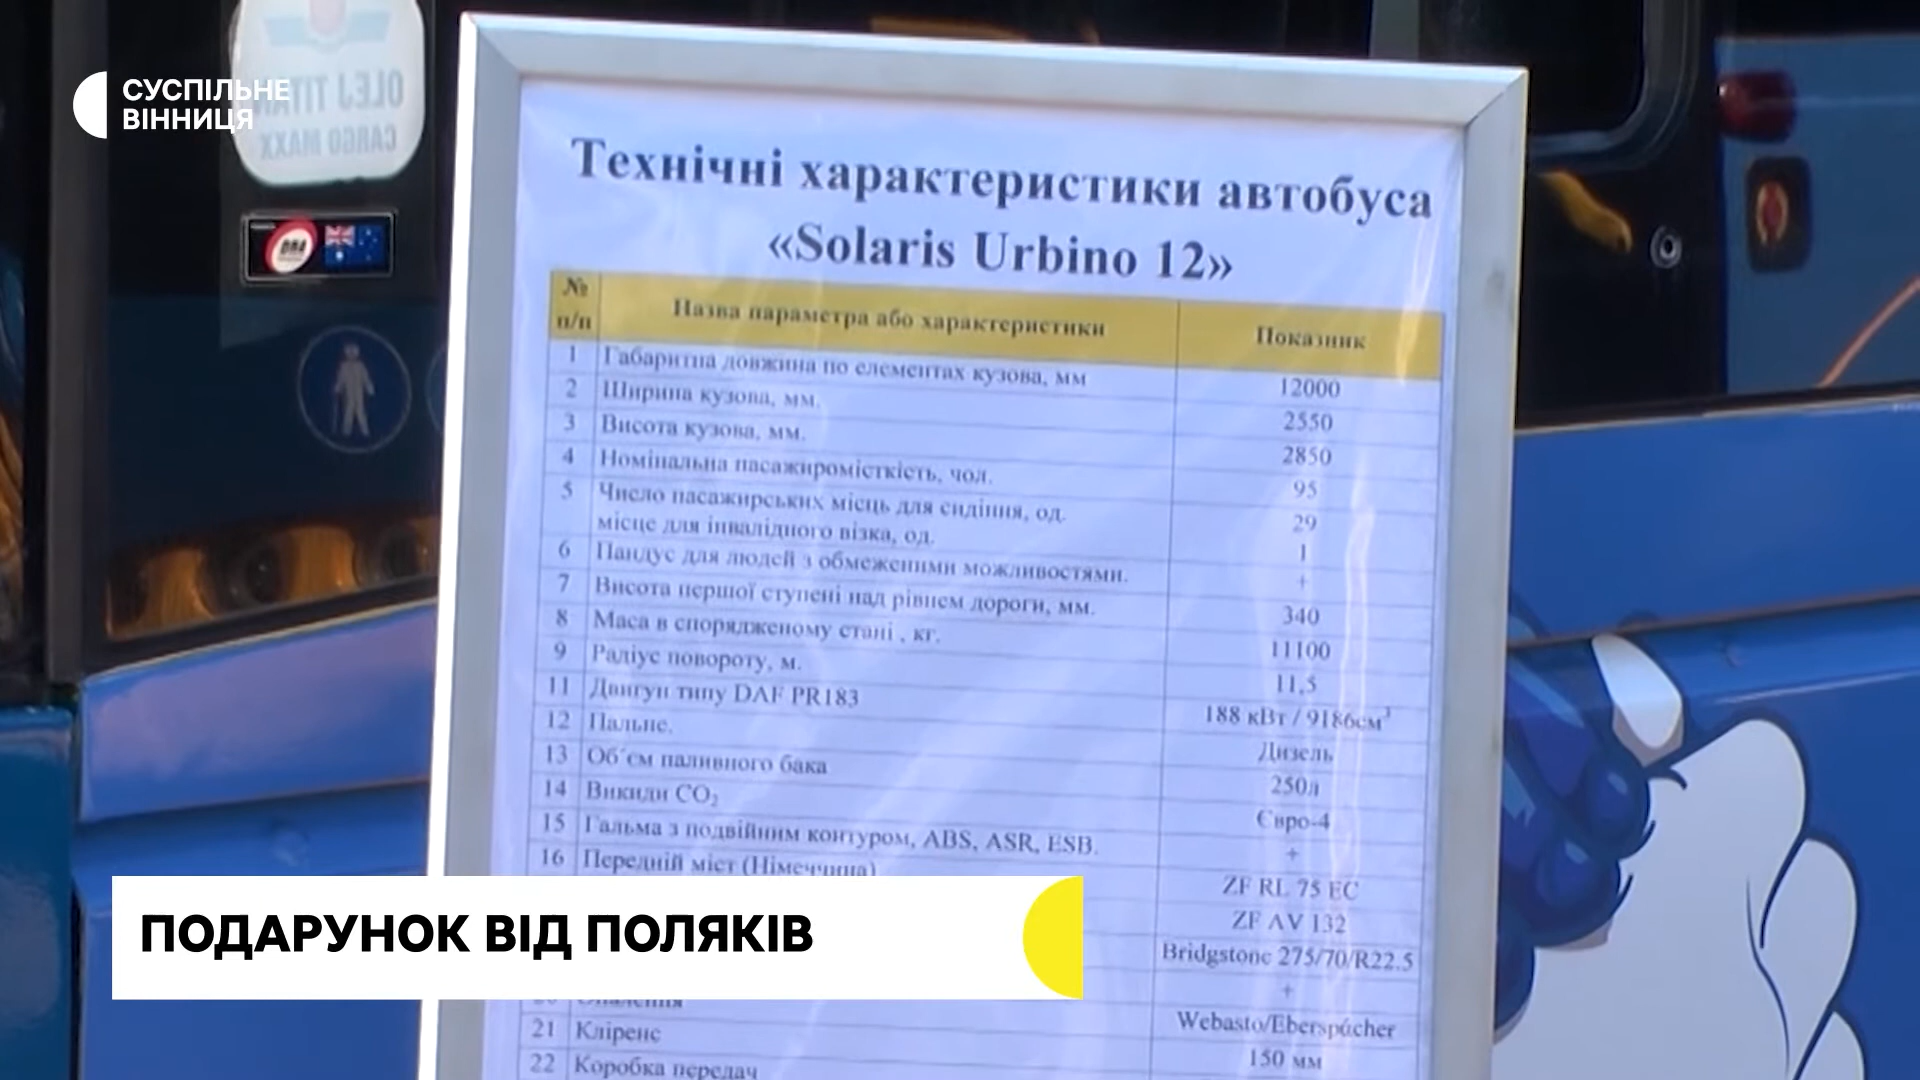 СУСПІЛЬНЕ
ВІННИЦЯ
OLEJ TITAN
CARGO MAXX
Технічні характеристики автобуса
«Solaris Urbino 12»
№ п/п Назва параметра або характеристики Показник
1 Габаритна довжина по елементах кузова, мм 12000
2 Ширина кузова, мм. 2550
3 Висота кузова, мм. 2850
4 Номінальна пасажиромісткість, чол. 95
5 Число пасажирських місць для сидіння, од. 29
місце для інвалідного візка, од. 1
6 Пандус для людей з обмеженими можливостями. +
7 Висота першої ступені над рівнем дороги, мм. 340
8 Маса в спорядженому стані , кг. 11100
9 Радіус повороту, м. 11,5
11 Двигун типу DAF PR183 188 кВт / 9186см³
12 Пальне. Дизель
13 Об´єм паливного бака 250л
14 Викиди CO₂ Євро-4
15 Гальма з подвійним контуром, ABS, ASR, ESB. +
16 Передній міст (Німеччина) ZF RL 75 EC
ZF AV 132
Bridgstone 275/70/R22.5
+
20 Опалення Webasto/Eberspächer
21 Кліренс 150 мм
22 Коробка передач
ПОДАРУНОК ВІД ПОЛЯКІВ